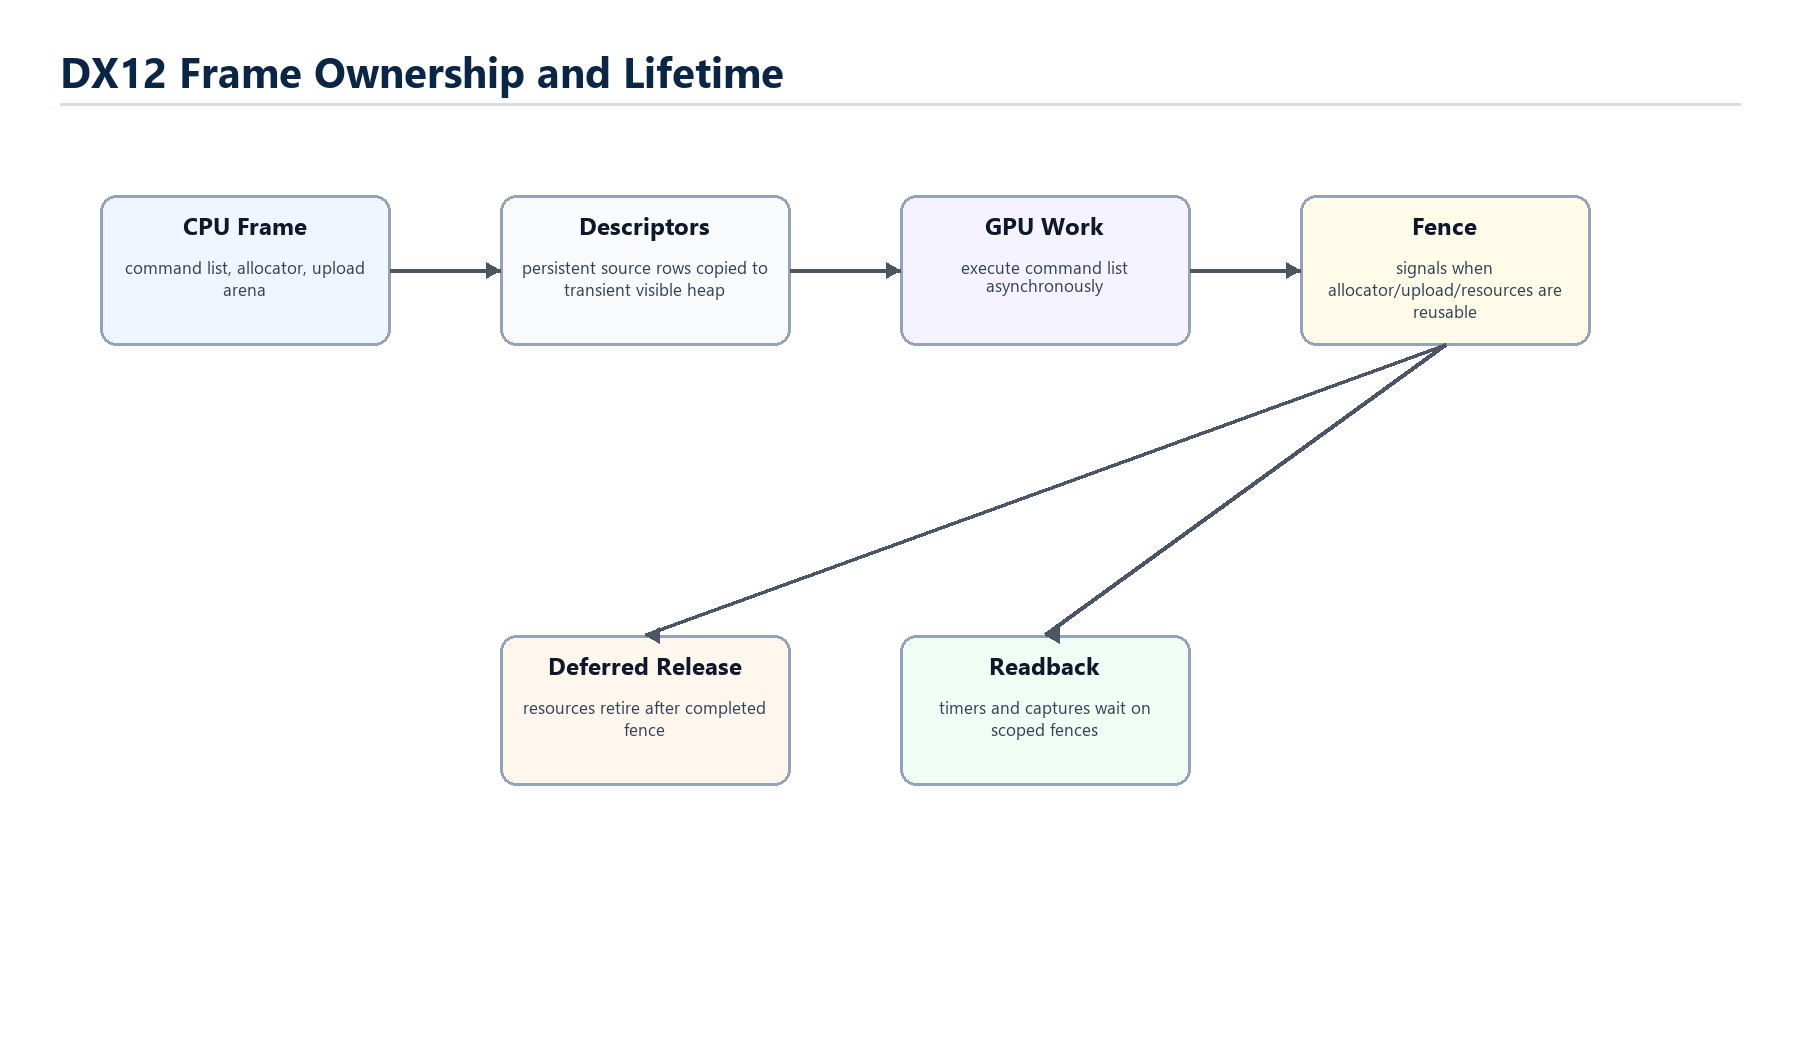 DX12 Frame Ownership and Lifetime
CPU Frame
command list, allocator, upload
arena
Descriptors
persistent source rows copied to
transient visible heap
GPU Work
execute command list
asynchronously
Fence
signals when
allocator/upload/resources are
reusable
Deferred Release
resources retire after completed
fence
Readback
timers and captures wait on
scoped fences